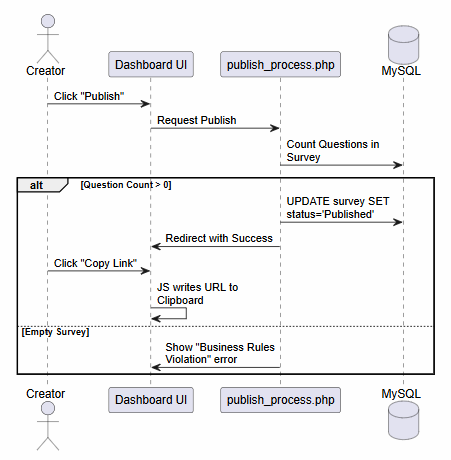 Creator
Dashboard UI
publish_process.php
MySQL
Click "Publish"
Request Publish
Count Questions in
Survey
alt
[Question Count > 0]
UPDATE survey SET
status='Published'
Redirect with Success
Click "Copy Link"
JS writes URL to
Clipboard
[Empty Survey]
Show "Business Rules
Violation" error
Creator
Dashboard UI
publish_process.php
MySQL